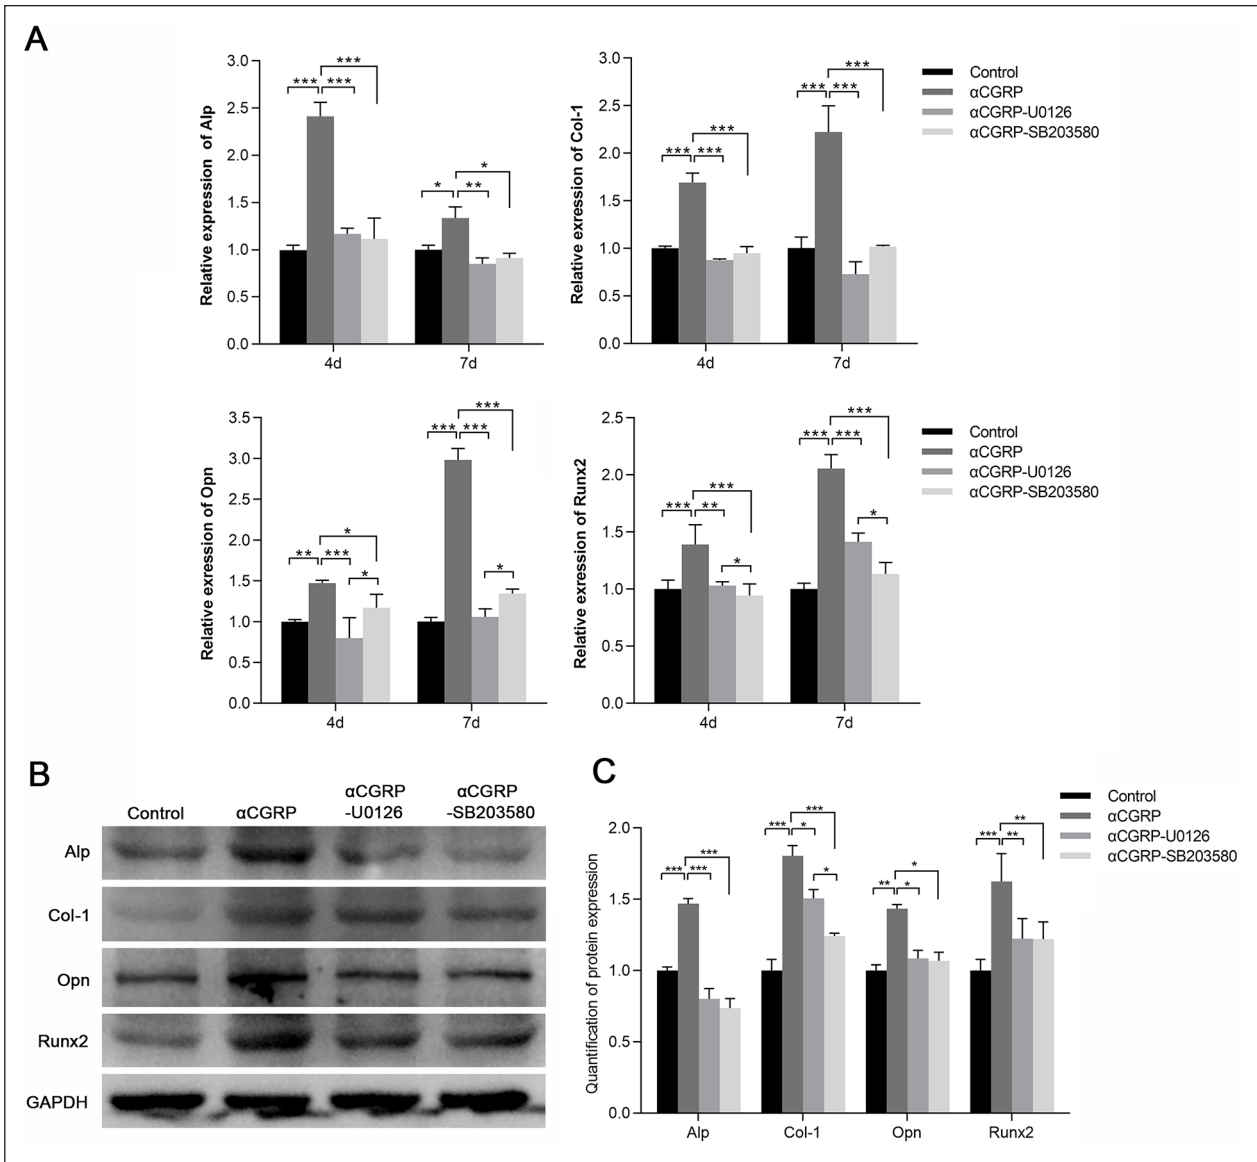 A
Relative expression of Alp
3.0
2.5
2.0
1.5
1.0
0.5
0.0
*** *** ***
* ** *
4d 7d
Relative exression of Col-1
3.0
2.5
2.0
1.5
1.0
0.5
0.0
*** *** ***
*** *** ***
4d 7d
Control
αCGRP
αCGRP-U0126
αCGRP-SB203580
Relative exression of Opn
3.5
3.0
2.5
2.0
1.5
1.0
0.5
0.0
** *** * *
*** *** *** *
4d 7d
Relative exression of Runx2
2.5
2.0
1.5
1.0
0.5
0.0
*** ** *** *
*** *** *** *
4d 7d
Control
αCGRP
αCGRP-U0126
αCGRP-SB203580
B
Control αCGRP αCGRP -U0126 αCGRP -SB203580
Alp
Col-1
Opn
Runx2
GAPDH
C
Quantification of protein expression
2.0
1.5
1.0
0.5
0.0
*** *** ***
*** * *** *
** * *
*** ** **
Alp Col-1 Opn Runx2
Control
αCGRP
αCGRP-U0126
αCGRP-SB203580